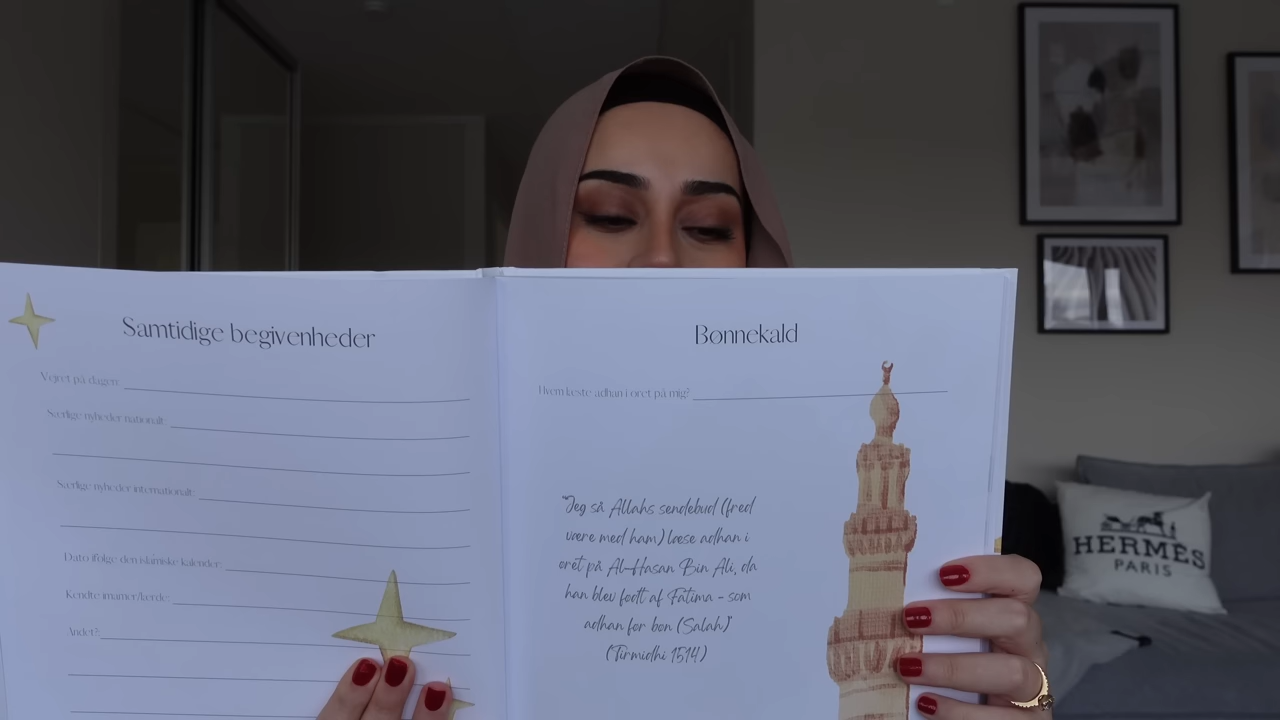 Samtidige begivenheder
Vejret på dagen:
Særlige nyheder nationalt:
Særlige nyheder internationalt:
Dato ifølge den islamiske kalender:
Kendte imamer/lærde:
Andet?:
Bønnekald
Hvem læste adhan i øret på mig?
"Jeg så Allahs sendebud (fred
være med ham) læse adhan i
øret på Al-Hasan Bin Ali, da
han blev født af Fatima - som
adhan for bøn (Salah)"
(Tirmidhi 1514)
HERMÈS
PARIS